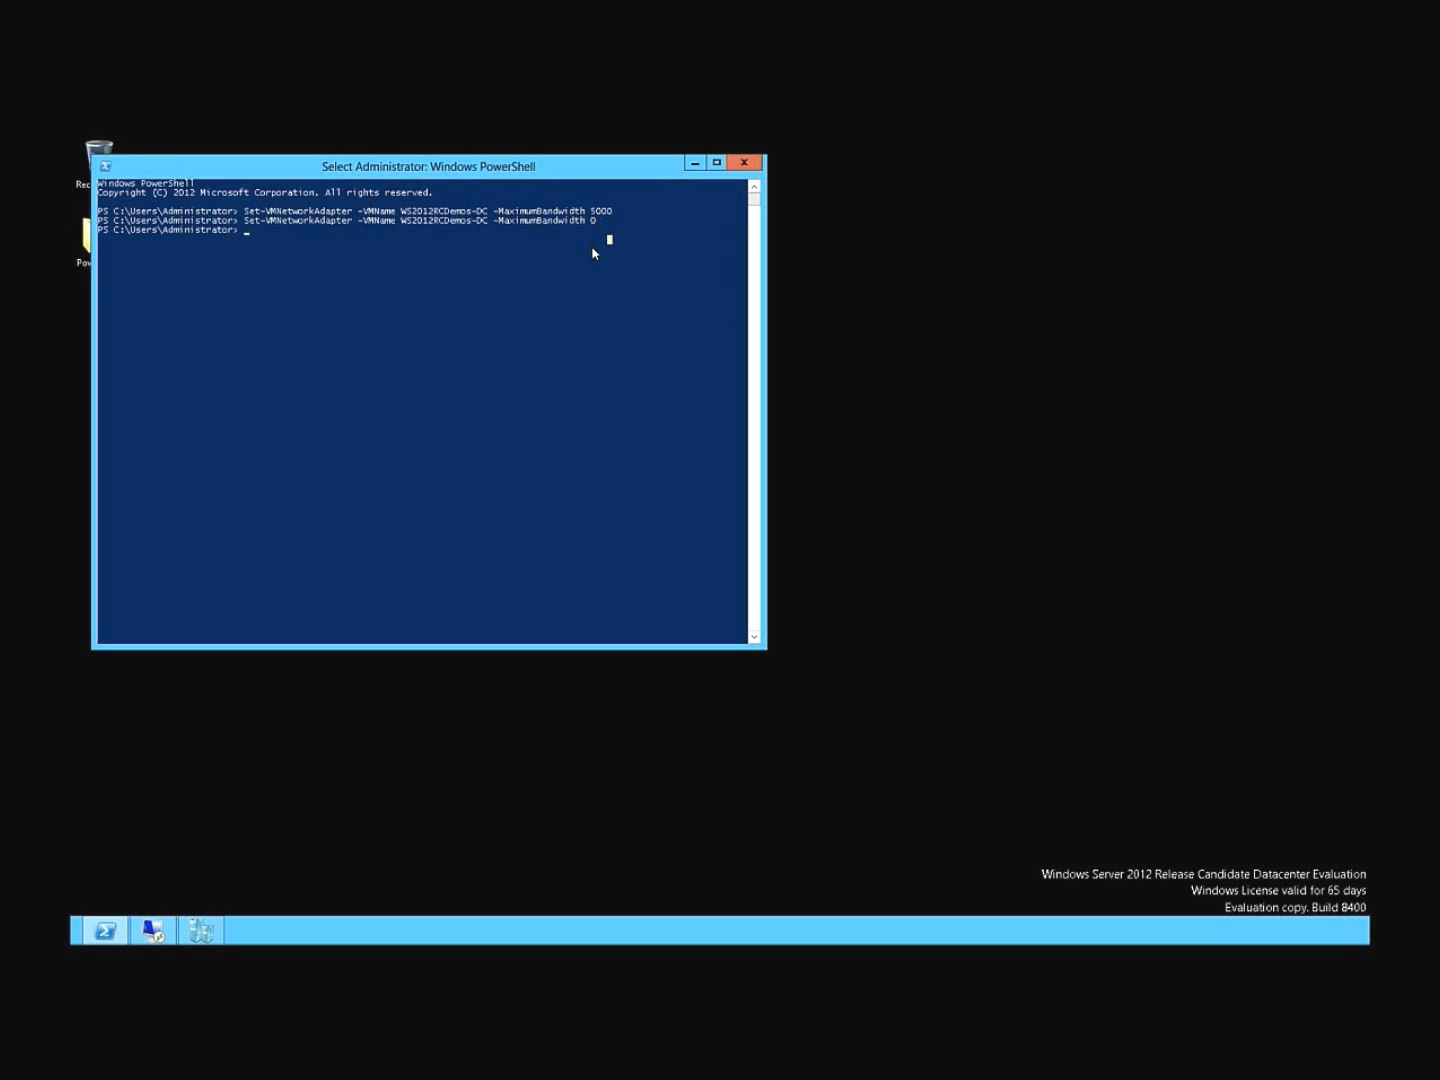 Select Administrator: Windows PowerShell
Windows PowerShell
Copyright (C) 2012 Microsoft Corporation. All rights reserved.
PS C:\Users\Administrator> Set-VMNetworkAdapter -VMName WS2012RCDemos-DC -MaximumBandwidth 5000
PS C:\Users\Administrator> Set-VMNetworkAdapter -VMName WS2012RCDemos-DC -MaximumBandwidth 0
PS C:\Users\Administrator> _
Rec
Pow
Windows Server 2012 Release Candidate Datacenter Evaluation
Windows License valid for 65 days
Evaluation copy. Build 8400